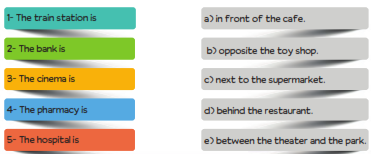 1- The train station is
a) in front of the cafe.
2- The bank is
b) opposite the toy shop.
3- The cinema is
c) next to the supermarket.
4- The pharmacy is
d) behind the restaurant.
5- The hospital is
e) between the theater and the park.